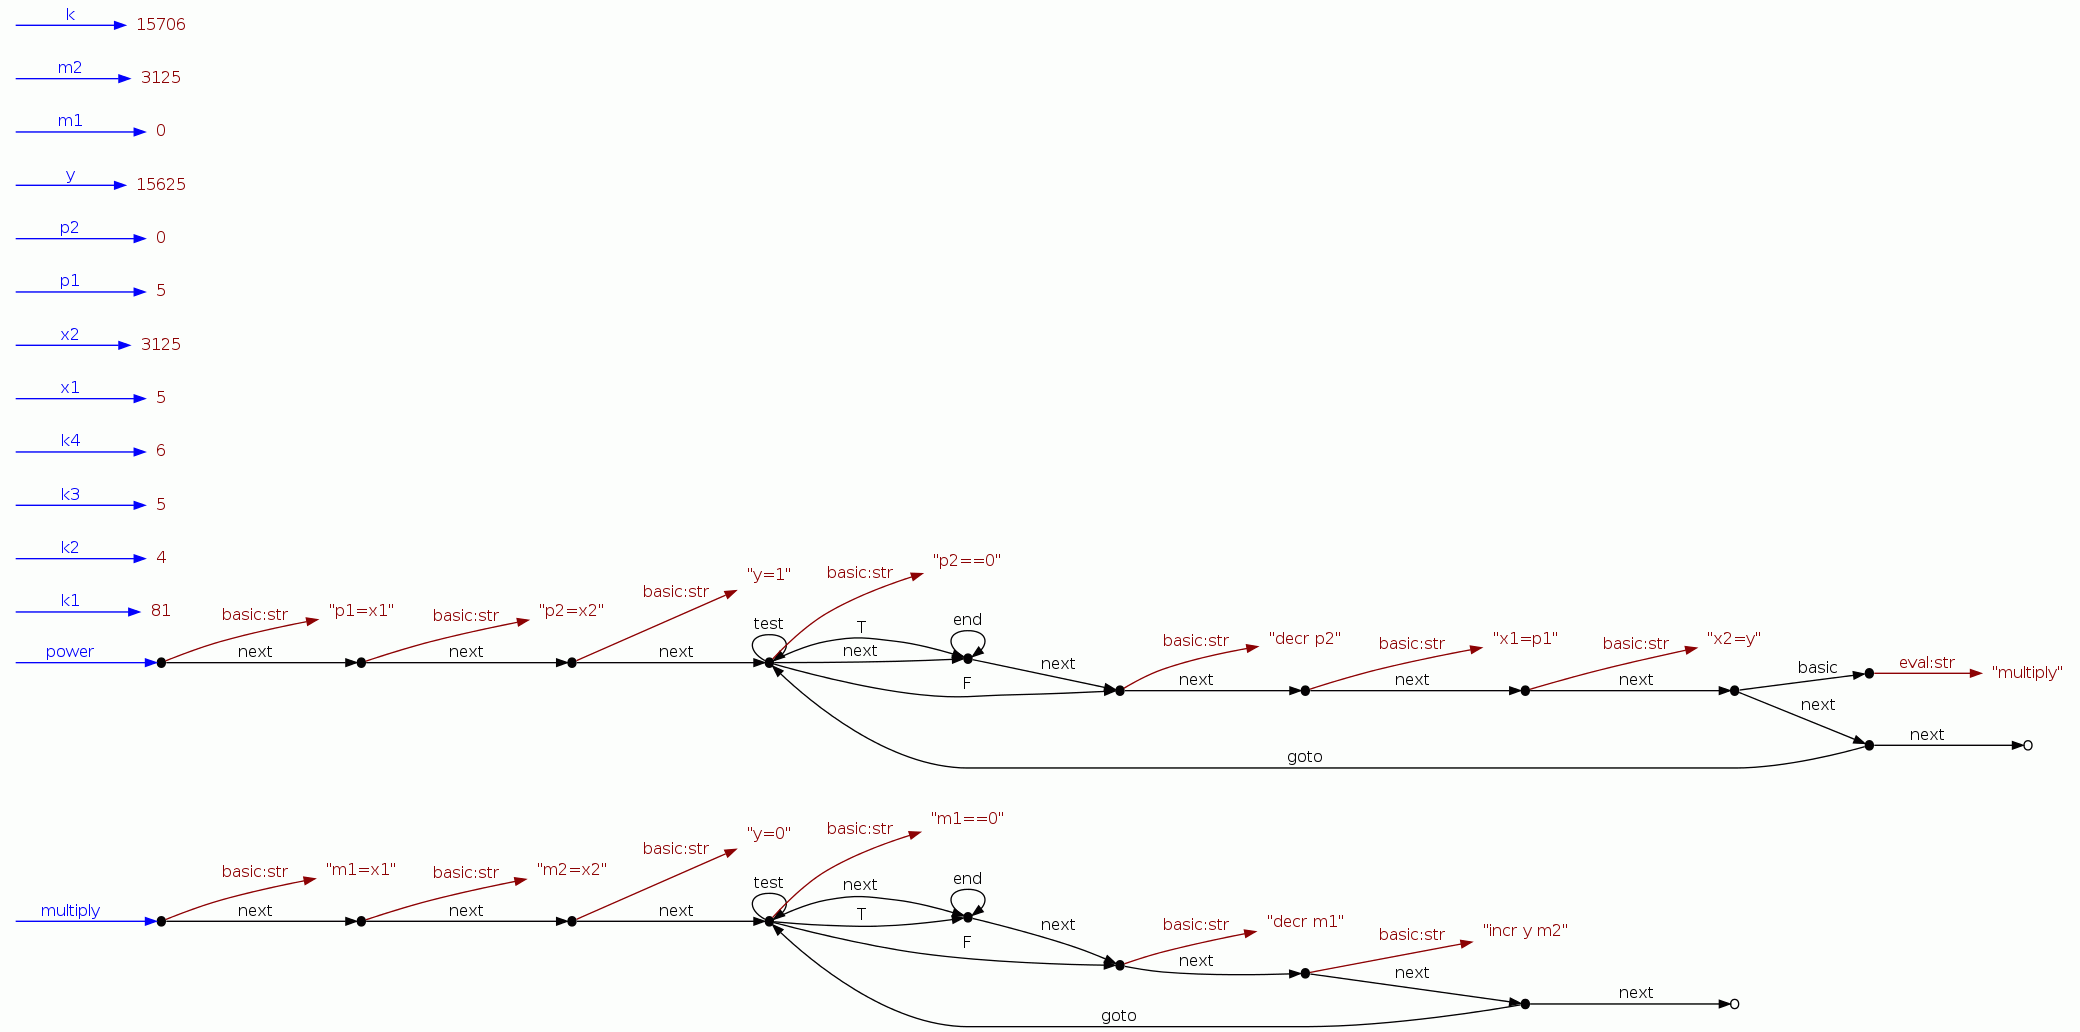 k
15706
m2
3125
m1
0
y
15625
p2
0
p1
5
x2
3125
x1
5
k4
6
k3
5
k2
4
k1
81
power
basic:str
"p1=x1"
next
basic:str
"p2=x2"
next
basic:str
"y=1"
next
test
basic:str
"p2==0"
T
next
F
end
next
basic:str
"decr p2"
next
basic:str
"x1=p1"
next
basic:str
"x2=y"
next
basic
eval:str
"multiply"
next
next
goto
multiply
basic:str
"m1=x1"
next
basic:str
"m2=x2"
next
basic:str
"y=0"
next
test
basic:str
"m1==0"
next
T
F
end
next
basic:str
"decr m1"
next
basic:str
"incr y m2"
next
next
goto